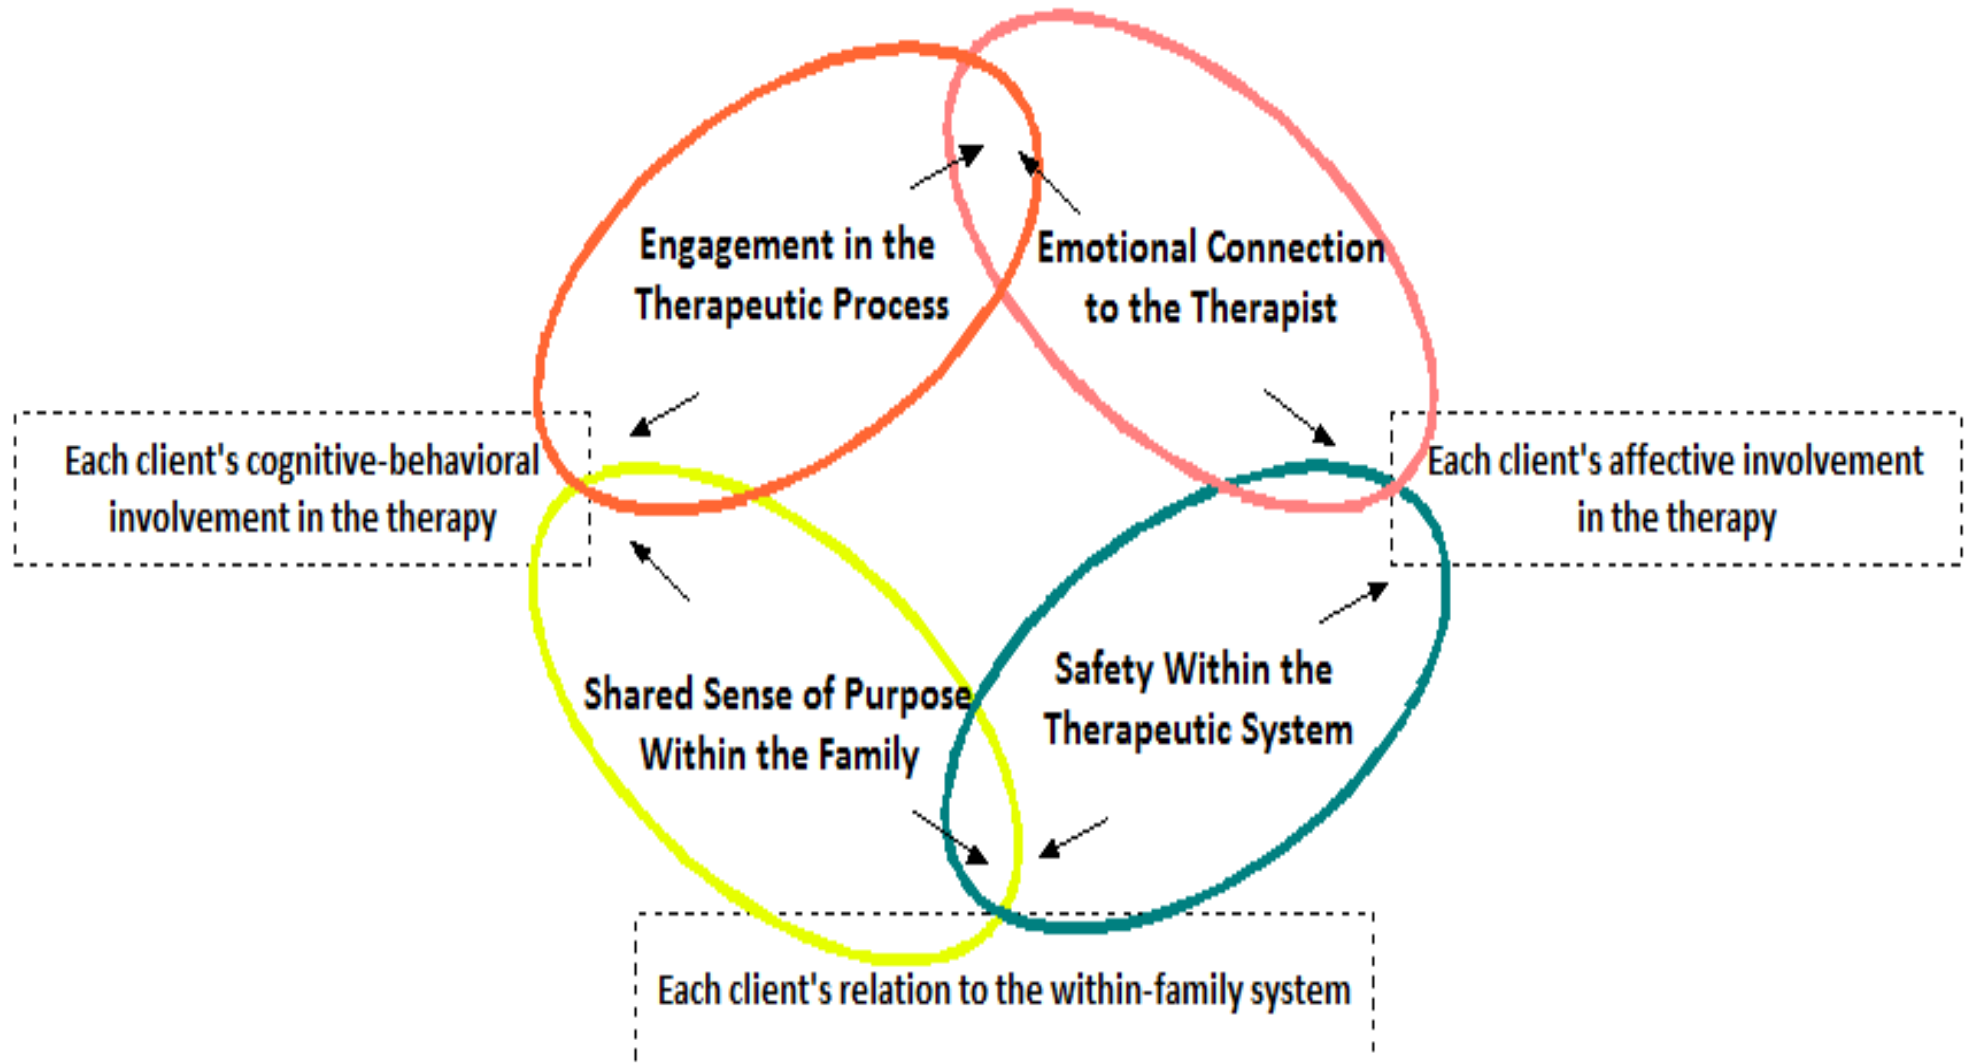 Engagement in the
Therapeutic Process
Emotional Connection
to the Therapist
Each client's cognitive-behavioral
involvement in the therapy
Each client's affective involvement
in the therapy
Shared Sense of Purpose
Within the Family
Safety Within the
Therapeutic System
Each client's relation to the within-family system